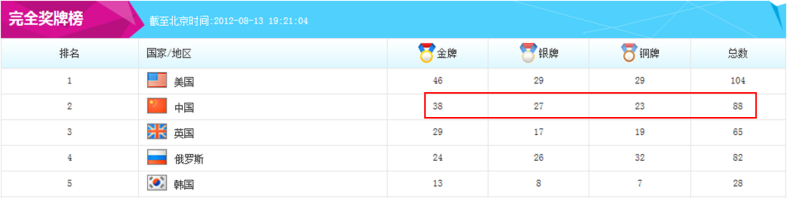 完全奖牌榜 截至北京时间:2012-08-13 19:21:04
排名 国家/地区 金牌 银牌 铜牌 总数
1 美国 46 29 29 104
2 中国 38 27 23 88
3 英国 29 17 19 65
4 俄罗斯 24 26 32 82
5 韩国 13 8 7 28